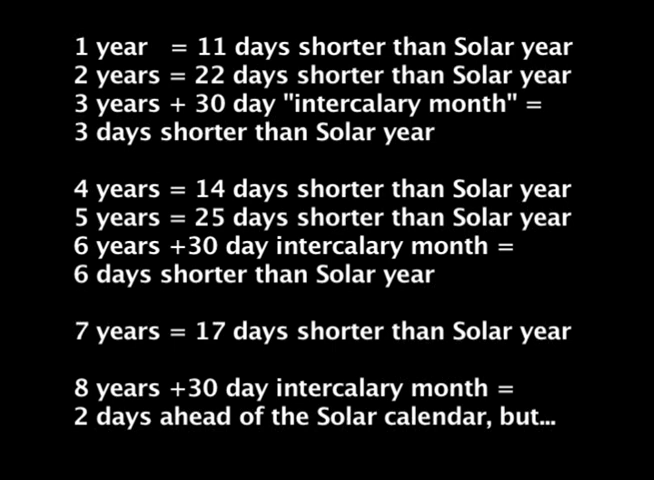 1 year = 11 days shorter than Solar year
2 years = 22 days shorter than Solar year
3 years + 30 day "intercalary month" =
3 days shorter than Solar year
4 years = 14 days shorter than Solar year
5 years = 25 days shorter than Solar year
6 years +30 day intercalary month =
6 days shorter than Solar year
7 years = 17 days shorter than Solar year
8 years +30 day intercalary month =
2 days ahead of the Solar calendar, but...